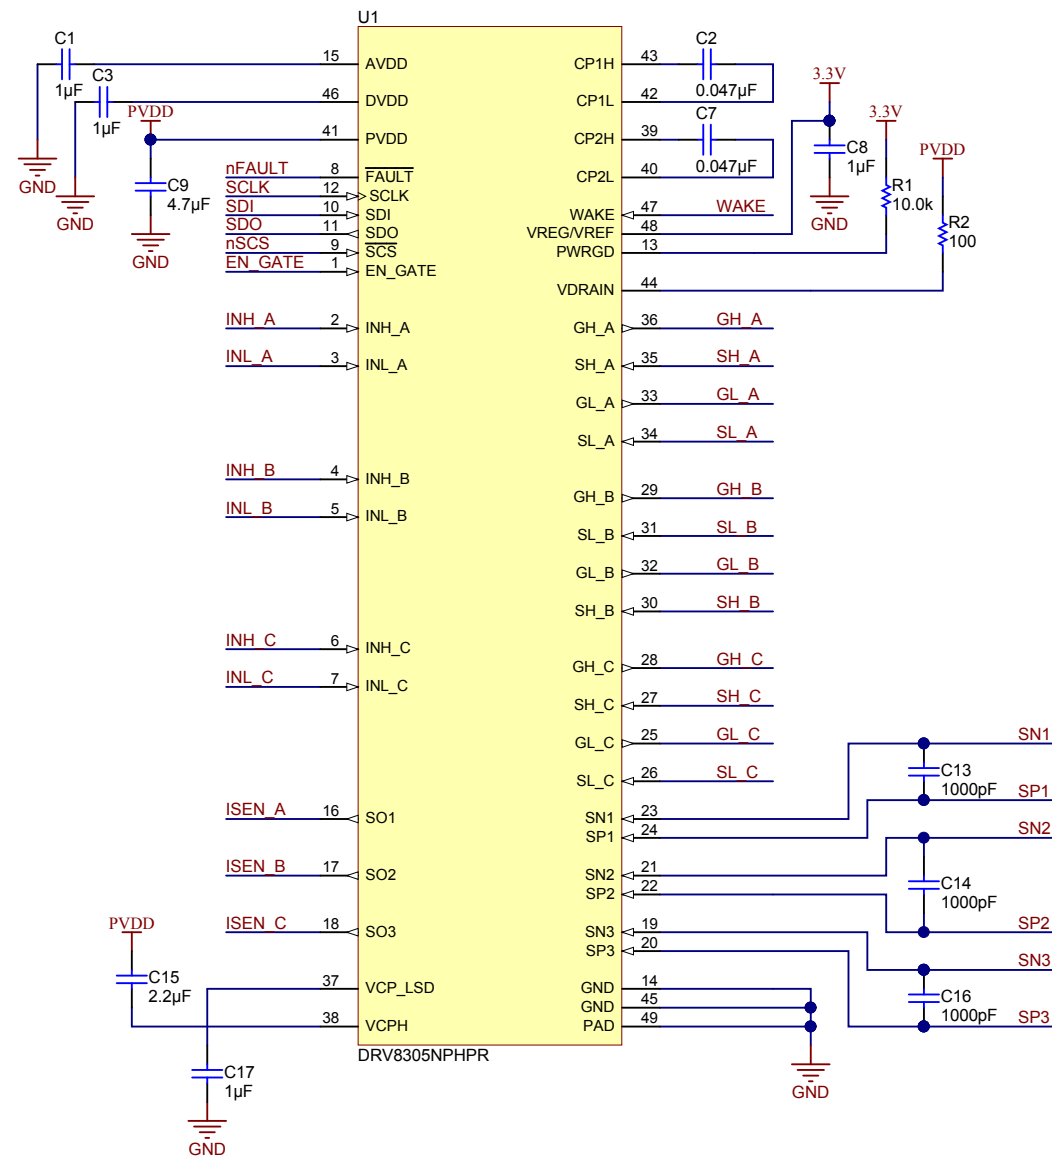 U1
C1
1µF
15
AVDD
C3
1µF
46
DVDD
PVDD
41
PVDD
C9
4.7µF
GND
GND
GND
nFAULT
8
FAULT
SCLK
12
SCLK
SDI
10
SDI
SDO
11
SDO
nSCS
9
SCS
EN_GATE
1
EN_GATE
INH_A
2
INH_A
INL_A
3
INL_A
INH_B
4
INH_B
INL_B
5
INL_B
INH_C
6
INH_C
INL_C
7
INL_C
ISEN_A
16
SO1
ISEN_B
17
SO2
ISEN_C
18
SO3
PVDD
C15
2.2µF
37
VCP_LSD
38
VCPH
C17
1µF
GND
DRV8305NPHPR
CP1H
43
C2
0.047µF
CP1L
42
CP2H
39
C7
0.047µF
CP2L
40
3.3V
C8
1µF
GND
3.3V
R1
10.0k
PVDD
R2
100
WAKE
47
WAKE
VREG/VREF
48
PWRGD
13
VDRAIN
44
GH_A
36
GH_A
SH_A
35
SH_A
GL_A
33
GL_A
SL_A
34
SL_A
GH_B
29
GH_B
SL_B
31
SL_B
GL_B
32
GL_B
SH_B
30
SH_B
GH_C
28
GH_C
SH_C
27
SH_C
GL_C
25
GL_C
SL_C
26
SL_C
SN1
23
SP1
24
SN2
21
SP2
22
SN3
19
SP3
20
GND
14
GND
45
PAD
49
GND
SN1
C13
1000pF
SP1
SN2
C14
1000pF
SP2
SN3
C16
1000pF
SP3